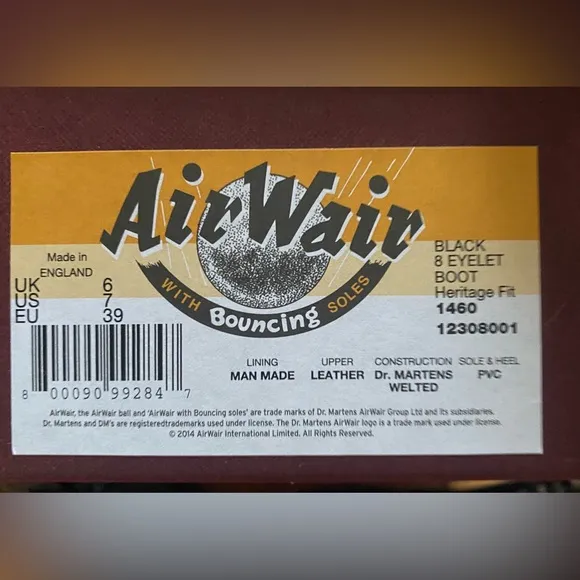 AirWair
WITH Bouncing SOLES
Made in
ENGLAND
UK 6
US 7
EU 39
BLACK
8 EYELET
BOOT
Heritage Fit
1460
12308001
8 00090 99284 7
LINING
MAN MADE
UPPER
LEATHER
CONSTRUCTION
Dr. MARTENS
WELTED
SOLE & HEEL
PVC
AirWair, the AirWair ball and 'AirWair with Bouncing soles' are trade marks of Dr. Martens AirWair Group Ltd and its subsidiaries.
Dr. Martens and DM's are registeredtrademarks used under license. The Dr. Martens AirWair logo is a trade mark used under license.
© 2014 AirWair International Limited. All Rights Reserved.